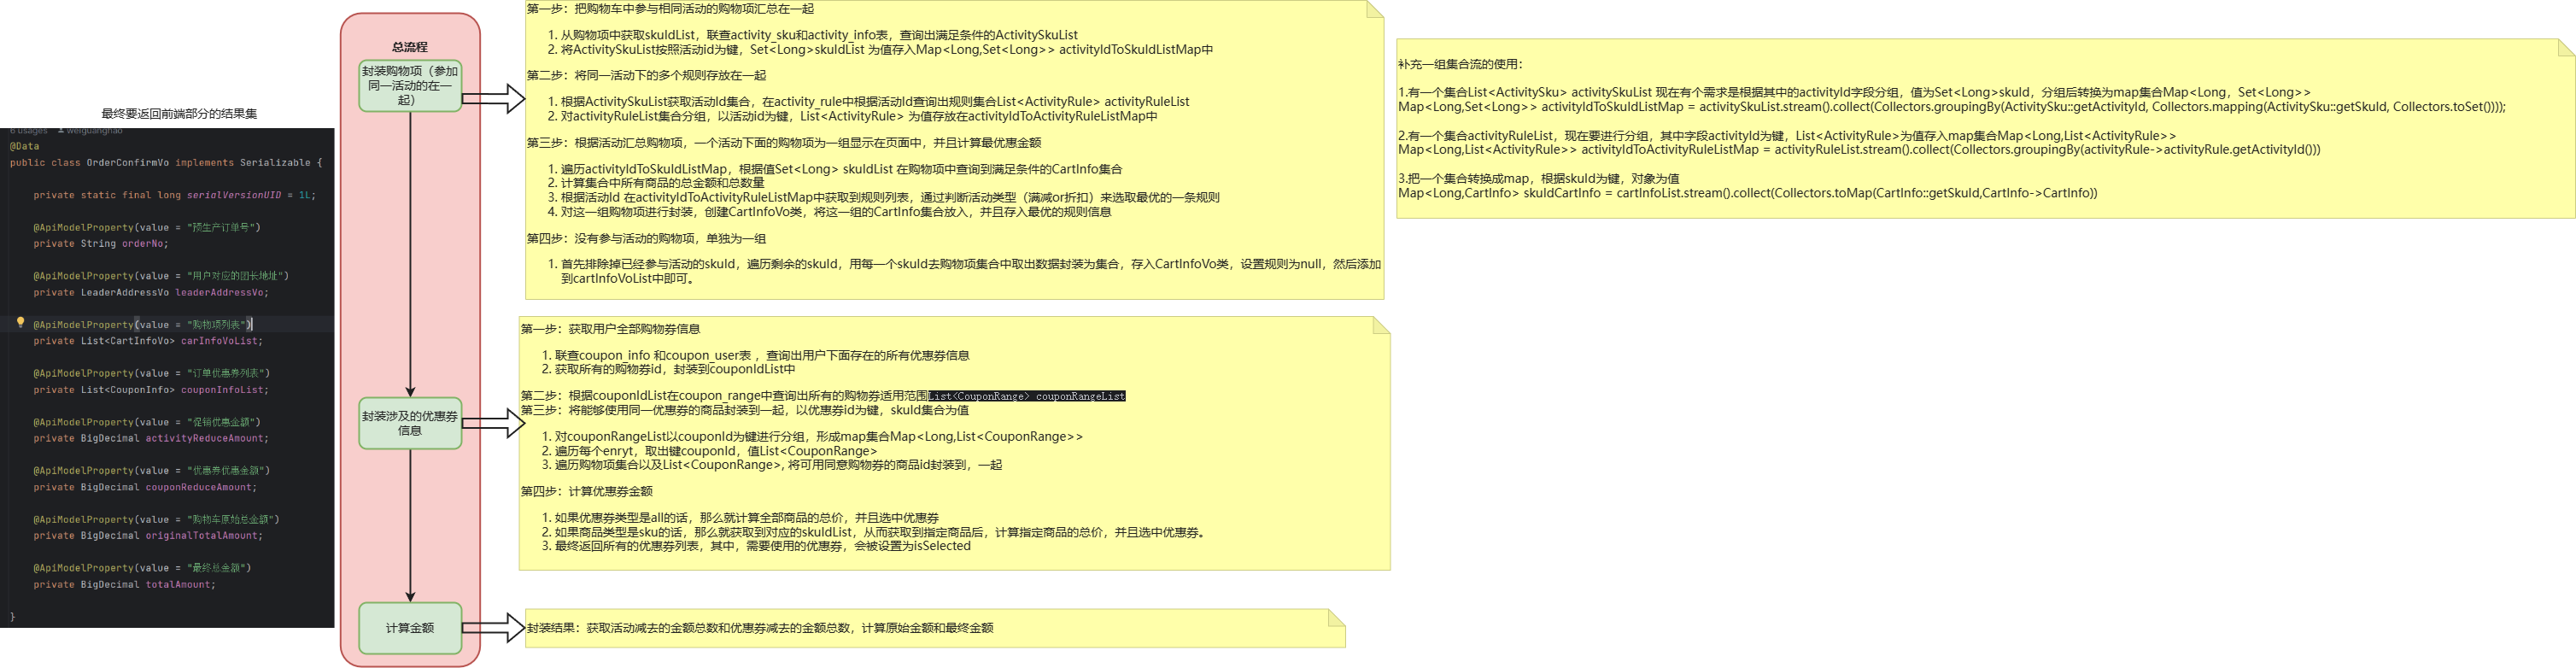 最终要返回前端部分的结果集
6 usages weiguanghao
@Data
public class OrderConfirmVo implements Serializable {
private static final long serialVersionUID = 1L;
@ApiModelProperty(value = "预生产订单号")
private String orderNo;
@ApiModelProperty(value = "用户对应的团长地址")
private LeaderAddressVo leaderAddressVo;
@ApiModelProperty(value = "购物项列表")
private List<CartInfoVo> carInfoVoList;
@ApiModelProperty(value = "订单优惠券列表")
private List<CouponInfo> couponInfoList;
@ApiModelProperty(value = "促销优惠金额")
private BigDecimal activityReduceAmount;
@ApiModelProperty(value = "优惠券优惠金额")
private BigDecimal couponReduceAmount;
@ApiModelProperty(value = "购物车原始总金额")
private BigDecimal originalTotalAmount;
@ApiModelProperty(value = "最终总金额")
private BigDecimal totalAmount;
}
总流程
封装购物项（参加
同一活动的在一
起）
封装涉及的优惠券
信息
计算金额
第一步：把购物车中参与相同活动的购物项汇总在一起
1. 从购物项中获取skuIdList，联查activity_sku和activity_info表，查询出满足条件的ActivitySkuList
2. 将ActivitySkuList按照活动id为键，Set<Long>skuIdList 为值存入Map<Long,Set<Long>> activityIdToSkuIdListMap中
第二步：将同一活动下的多个规则存放在一起
1. 根据ActivitySkuList获取活动Id集合，在activity_rule中根据活动Id查询出规则集合List<ActivityRule> activityRuleList
2. 对activityRuleList集合分组，以活动id为键，List<ActivityRule> 为值存放在activityIdToActivityRuleListMap中
第三步：根据活动汇总购物项，一个活动下面的购物项为一组显示在页面中，并且计算最优惠金额
1. 遍历activityIdToSkuIdListMap，根据值Set<Long> skuIdList 在购物项中查询到满足条件的CartInfo集合
2. 计算集合中所有商品的总金额和总数量
3. 根据活动Id 在activityIdToActivityRuleListMap中获取到规则列表，通过判断活动类型（满减or折扣）来选取最优的一条规则
4. 对这一组购物项进行封装，创建CartInfoVo类，将这一组的CartInfo集合放入，并且存入最优的规则信息
第四步：没有参与活动的购物项，单独为一组
1. 首先排除掉已经参与活动的skuId，遍历剩余的skuId，用每一个skuId去购物项集合中取出数据封装为集合，存入CartInfoVo类，设置规则为null，然后添加
到cartInfoVoList中即可。
第一步：获取用户全部购物券信息
1. 联查coupon_info 和coupon_user表 ，查询出用户下面存在的所有优惠券信息
2. 获取所有的购物券id，封装到couponIdList中
第二步：根据couponIdList在coupon_range中查询出所有的购物券适用范围List<CouponRange> couponRangeList
第三步：将能够使用同一优惠券的商品封装到一起，以优惠券id为键，skuId集合为值
1. 对couponRangeList以couponId为键进行分组，形成map集合Map<Long,List<CouponRange>>
2. 遍历每个enryt，取出键couponId，值List<CouponRange>
3. 遍历购物项集合以及List<CouponRange>, 将可用同意购物券的商品id封装到，一起
第四步：计算优惠券金额
1. 如果优惠券类型是all的话，那么就计算全部商品的总价，并且选中优惠券
2. 如果商品类型是sku的话，那么就获取到对应的skuIdList，从而获取到指定商品后，计算指定商品的总价，并且选中优惠券。
3. 最终返回所有的优惠券列表，其中，需要使用的优惠券，会被设置为isSelected
封装结果：获取活动减去的金额总数和优惠券减去的金额总数，计算原始金额和最终金额
补充一组集合流的使用：
1.有一个集合List<ActivitySku> activitySkuList 现在有个需求是根据其中的activityId字段分组，值为Set<Long>skuId，分组后转换为map集合Map<Long，Set<Long>>
Map<Long,Set<Long>> activityIdToSkuIdListMap = activitySkuList.stream().collect(Collectors.groupingBy(ActivitySku::getActivityId, Collectors.mapping(ActivitySku::getSkuId, Collectors.toSet())));
2.有一个集合activityRuleList，现在要进行分组，其中字段activityId为键，List<ActivityRule>为值存入map集合Map<Long,List<ActivityRule>>
Map<Long,List<ActivityRule>> activityIdToActivityRuleListMap = activityRuleList.stream().collect(Collectors.groupingBy(activityRule->activityRule.getActivityId()))
3.把一个集合转换成map，根据skuId为键，对象为值
Map<Long,CartInfo> skuIdCartInfo = cartInfoList.stream().collect(Collectors.toMap(CartInfo::getSkuId,CartInfo->CartInfo))